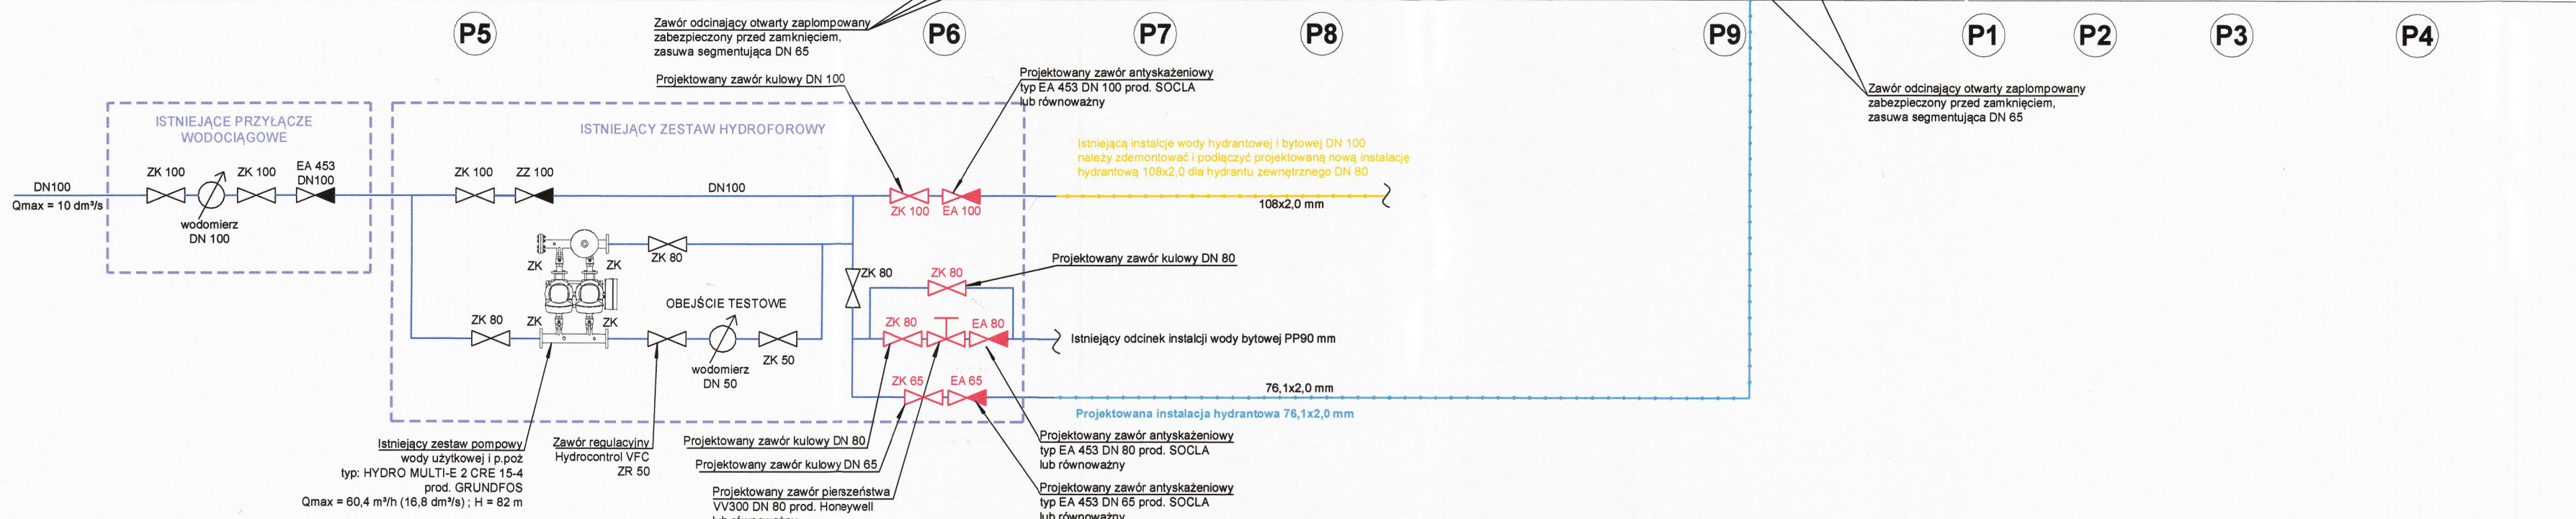 P5
Zawór odcinający otwarty zaplompowany
zabezpieczony przed zamknięciem,
zasuwa segmentująca DN 65
P6
P7
P8
P9
P1
P2
P3
P4
Projektowany zawór kulowy DN 100
Projektowany zawór antyskażeniowy
typ EA 453 DN 100 prod. SOCLA
lub równoważny
Zawór odcinający otwarty zaplompowany
zabezpieczony przed zamknięciem,
zasuwa segmentująca DN 65
ISTNIEJĄCE PRZYŁĄCZE
WODOCIĄGOWE
ISTNIEJĄCY ZESTAW HYDROFOROWY
Istniejącą instalcje wody hydrantowej i bytowej DN 100
należy zdemontować i podłączyć projektowaną nową instalację
hydrantową 108x2,0 dla hydrantu zewnętrznego DN 80
DN100
Qmax = 10 dm³/s
ZK 100
ZK 100
EA 453
DN100
wodomierz
DN 100
ZK 100
ZZ 100
DN100
ZK 100
EA 100
108x2,0 mm
ZK
ZK
ZK 80
ZK 80
ZK 80
Projektowany zawór kulowy DN 80
OBEJŚCIE TESTOWE
ZK 80
ZK
ZK
wodomierz
DN 50
ZK 50
ZK 80
EA 80
Istniejący odcinek instalcji wody bytowej PP90 mm
ZK 65
EA 65
76,1x2,0 mm
Projektowana instalacja hydrantowa 76,1x2,0 mm
Istniejący zestaw pompowy
wody użytkowej i p.poż
typ: HYDRO MULTI-E 2 CRE 15-4
prod. GRUNDFOS
Qmax = 60,4 m³/h (16,8 dm³/s) ; H = 82 m
Zawór regulacyjny
Hydrocontrol VFC
ZR 50
Projektowany zawór kulowy DN 80
Projektowany zawór kulowy DN 65
Projektowany zawór pierszeństwa
VV300 DN 80 prod. Honeywell
lub równoważny
Projektowany zawór antyskażeniowy
typ EA 453 DN 80 prod. SOCLA
lub równoważny
Projektowany zawór antyskażeniowy
typ EA 453 DN 65 prod. SOCLA
lub równoważny